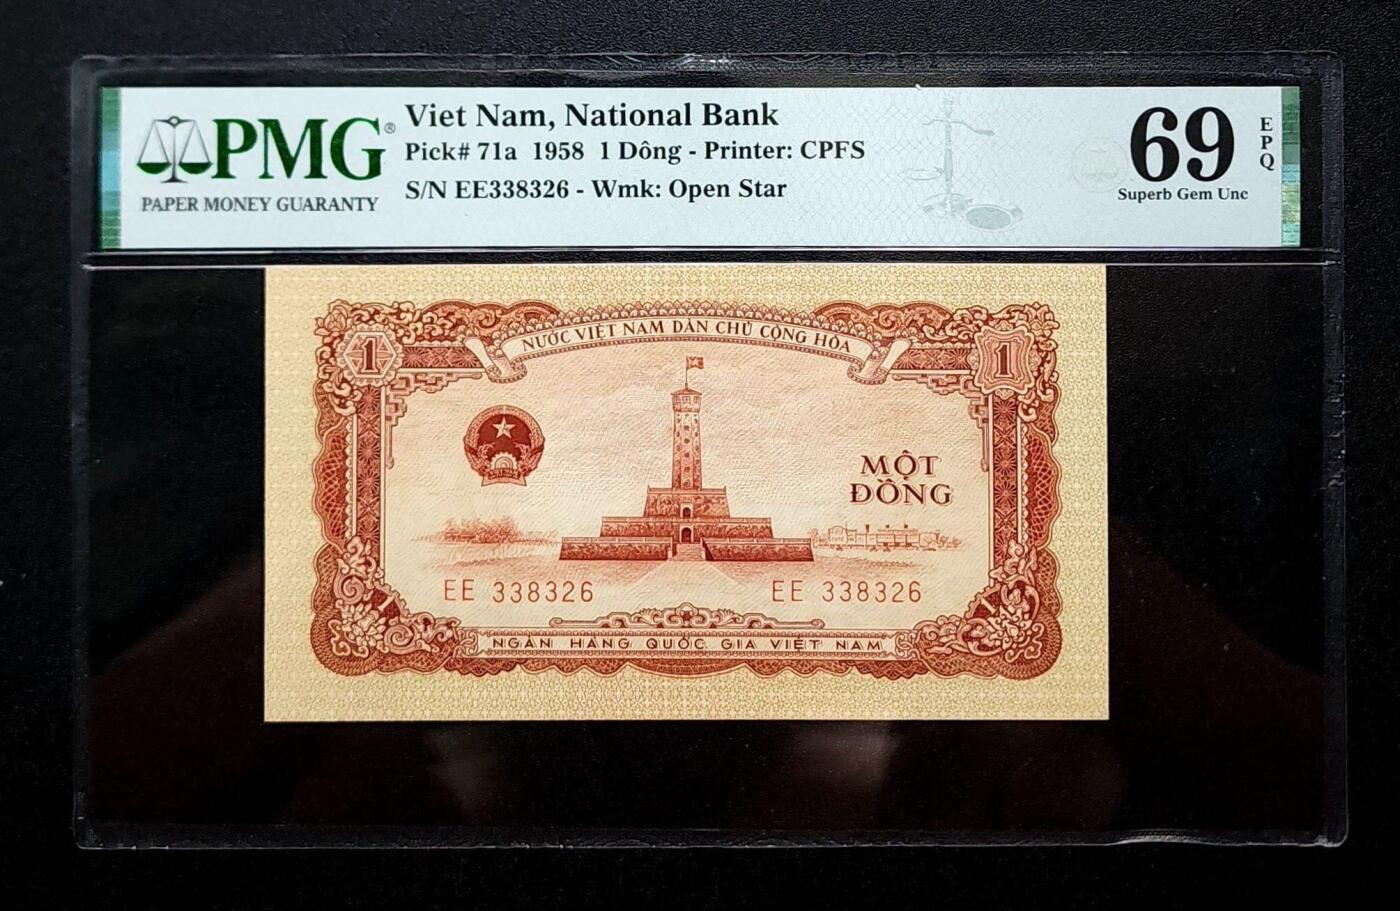 PMG®
PAPER MONEY GUARANTY
Viet Nam, National Bank
Pick# 71a 1958 1 Dông - Printer: CPFS
S/N EE338326 - Wmk: Open Star
69
EPQ
Superb Gem Unc
NƯỚC VIỆT NAM DÂN CHỦ CỘNG HÒA
1
1
MỘT
ĐỒNG
EE 338326
EE 338326
1
1
NGÂN HÀNG QUỐC GIA VIỆT NAM